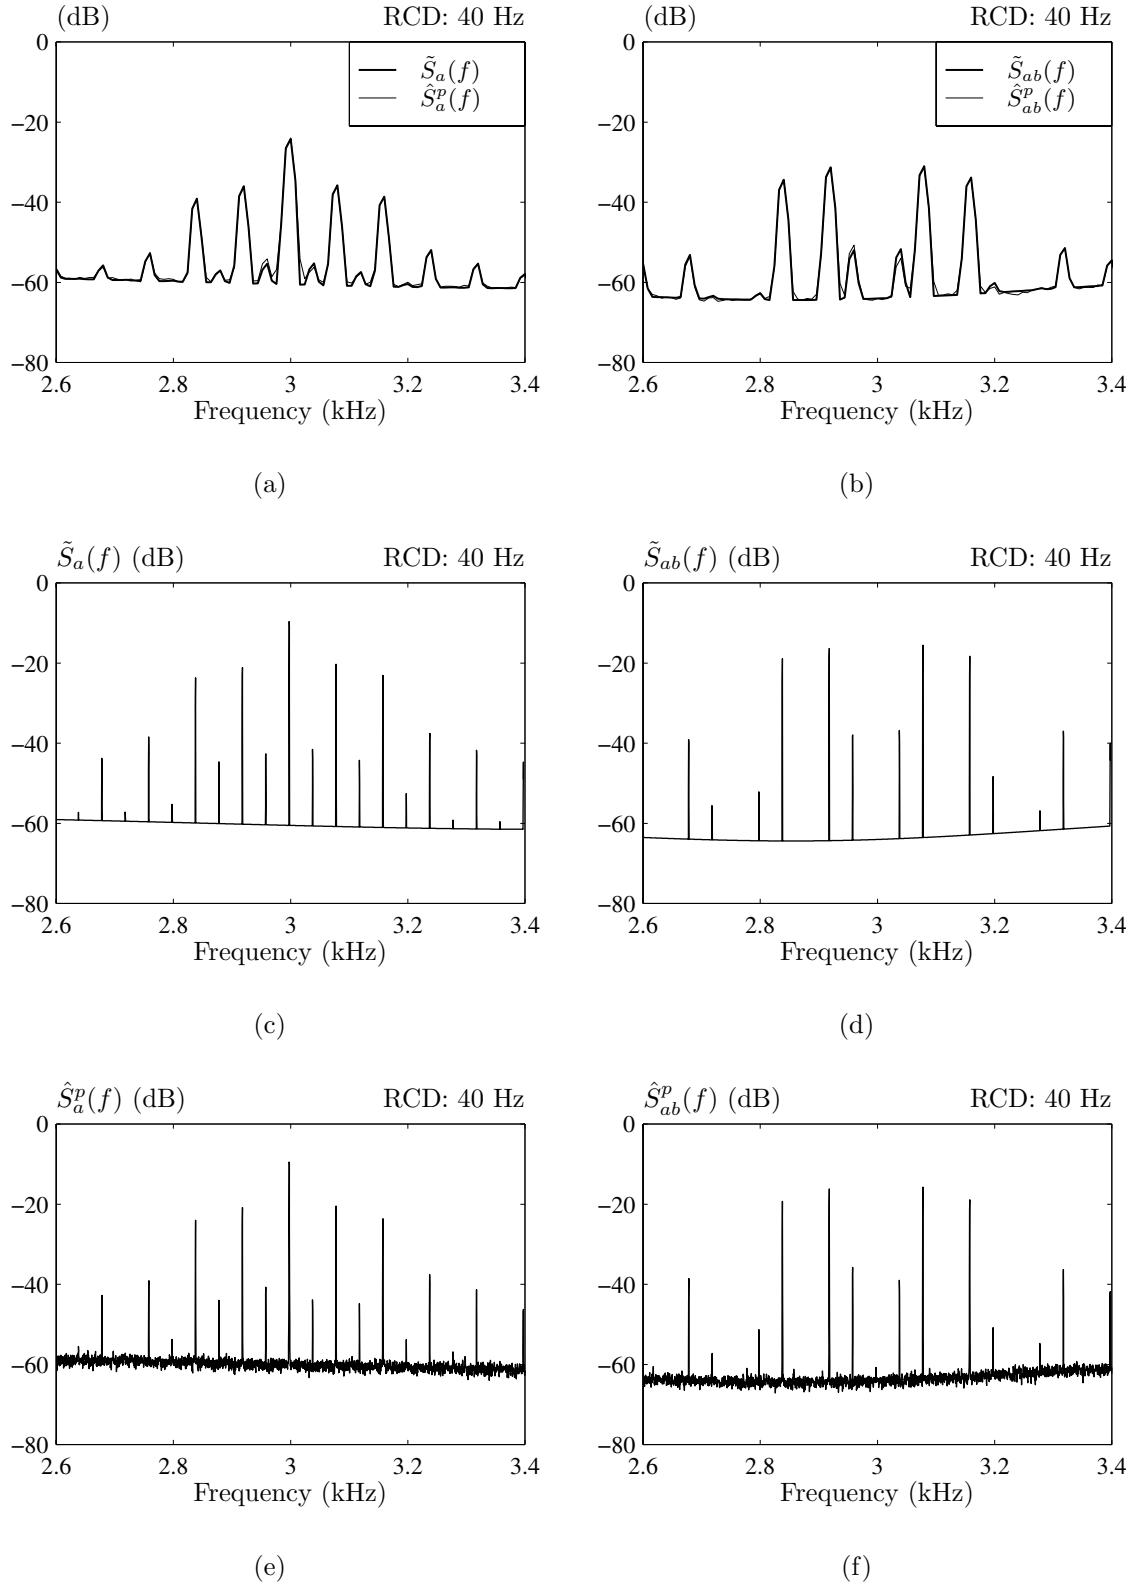 (dB) RCD: 40 Hz
S̃a(f)
Ŝᵖa(f)
0
−20
−40
−60
−80
2.6 2.8 3 3.2 3.4
Frequency (kHz)
(a)
(dB) RCD: 40 Hz
S̃ab(f)
Ŝᵖab(f)
0
−20
−40
−60
−80
2.6 2.8 3 3.2 3.4
Frequency (kHz)
(b)
S̃a(f) (dB) RCD: 40 Hz
0
−20
−40
−60
−80
2.6 2.8 3 3.2 3.4
Frequency (kHz)
(c)
S̃ab(f) (dB) RCD: 40 Hz
0
−20
−40
−60
−80
2.6 2.8 3 3.2 3.4
Frequency (kHz)
(d)
Ŝᵖa(f) (dB) RCD: 40 Hz
0
−20
−40
−60
−80
2.6 2.8 3 3.2 3.4
Frequency (kHz)
(e)
Ŝᵖab(f) (dB) RCD: 40 Hz
0
−20
−40
−60
−80
2.6 2.8 3 3.2 3.4
Frequency (kHz)
(f)